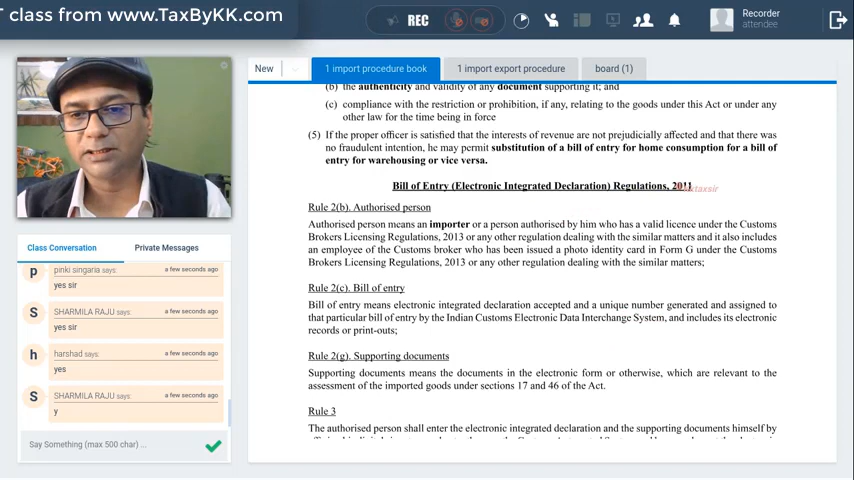 T class from www.TaxByKK.com
REC
Recorder
attendee
New
1 import procedure book
1 import export procedure
board (1)
(b) the authenticity and validity of any document supporting it; and
(c) compliance with the restriction or prohibition, if any, relating to the goods under this Act or under any
other law for the time being in force
(5) If the proper officer is satisfied that the interests of revenue are not prejudicially affected and that there was
no fraudulent intention, he may permit substitution of a bill of entry for home consumption for a bill of
entry for warehousing or vice versa.
Bill of Entry (Electronic Integrated Declaration) Regulations, 2011
Rule 2(b). Authorised person
Authorised person means an importer or a person authorised by him who has a valid licence under the Customs
Brokers Licensing Regulations, 2013 or any other regulation dealing with the similar matters and it also includes
an employee of the Customs broker who has been issued a photo identity card in Form G under the Customs
Brokers Licensing Regulations, 2013 or any other regulation dealing with the similar matters;
Rule 2(c). Bill of entry
Bill of entry means electronic integrated declaration accepted and a unique number generated and assigned to
that particular bill of entry by the Indian Customs Electronic Data Interchange System, and includes its electronic
records or print-outs;
Rule 2(g). Supporting documents
Supporting documents means the documents in the electronic form or otherwise, which are relevant to the
assessment of the imported goods under sections 17 and 46 of the Act.
Rule 3
The authorised person shall enter the electronic integrated declaration and the supporting documents himself by
Class Conversation
Private Messages
p
pinki singaria says:
a few seconds ago
yes sir
S
SHARMILA RAJU says:
a few seconds ago
yes sir
h
harshad says:
a few seconds ago
yes
S
SHARMILA RAJU says:
a few seconds ago
y
Say Something (max 500 char) ...